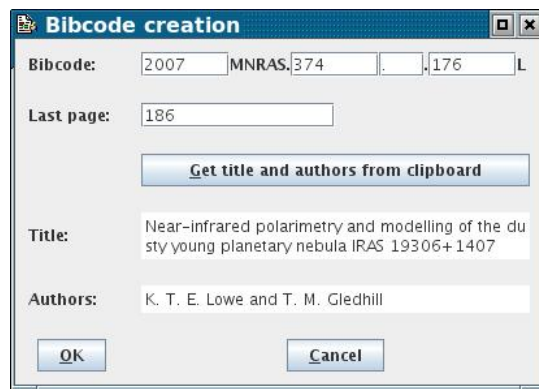 Bibcode creation
Bibcode: 2007 MNRAS. 374 . . 176 L
Last page: 186
Get title and authors from clipboard
Title: Near-infrared polarimetry and modelling of the du
sty young planetary nebula IRAS 19306+1407
Authors: K. T. E. Lowe and T. M. Gledhill
OK Cancel